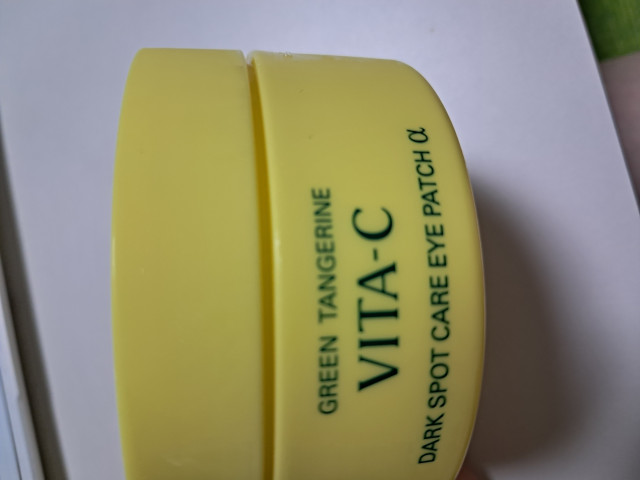 GREEN TANGERINE
VITA-C
DARK SPOT CARE EYE PATCH α